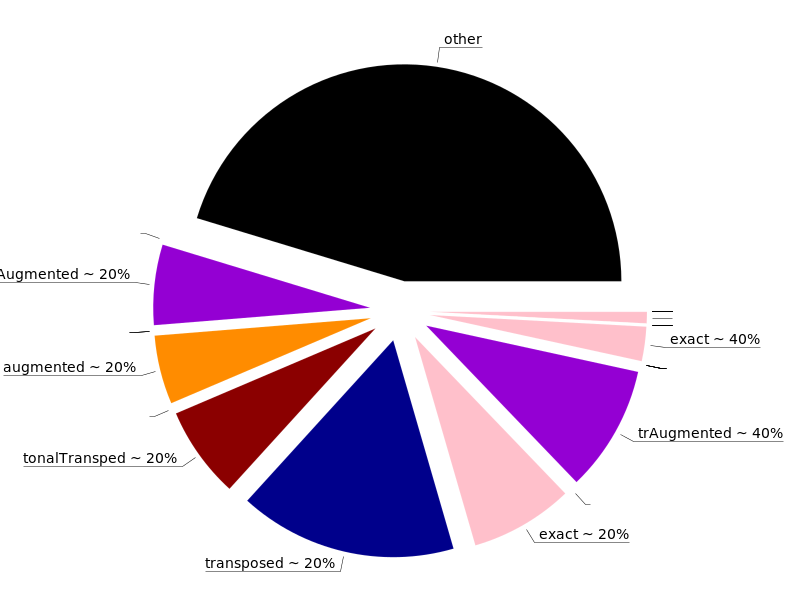 other
Augmented ~ 20%
exact ~ 40%
augmented ~ 20%
trAugmented ~ 40%
tonalTransped ~ 20%
exact ~ 20%
transposed ~ 20%